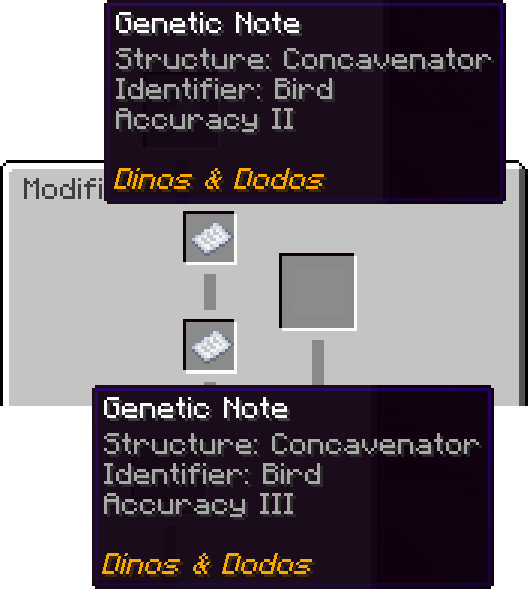 Genetic Note
Structure: Concavenator
Identifier: Bird
Accuracy II
Dinos & Dodos
Modifi
Genetic Note
Structure: Concavenator
Identifier: Bird
Accuracy III
Dinos & Dodos